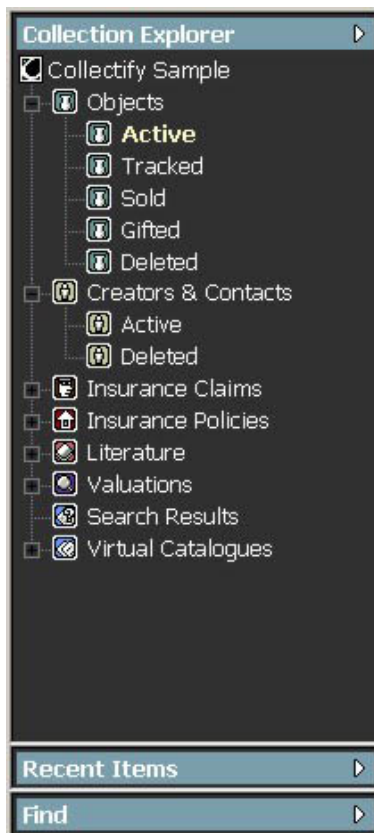 Collection Explorer
Collectify Sample
Objects
Active
Tracked
Sold
Gifted
Deleted
Creators & Contacts
Active
Deleted
Insurance Claims
Insurance Policies
Literature
Valuations
Search Results
Virtual Catalogues
Recent Items
Find